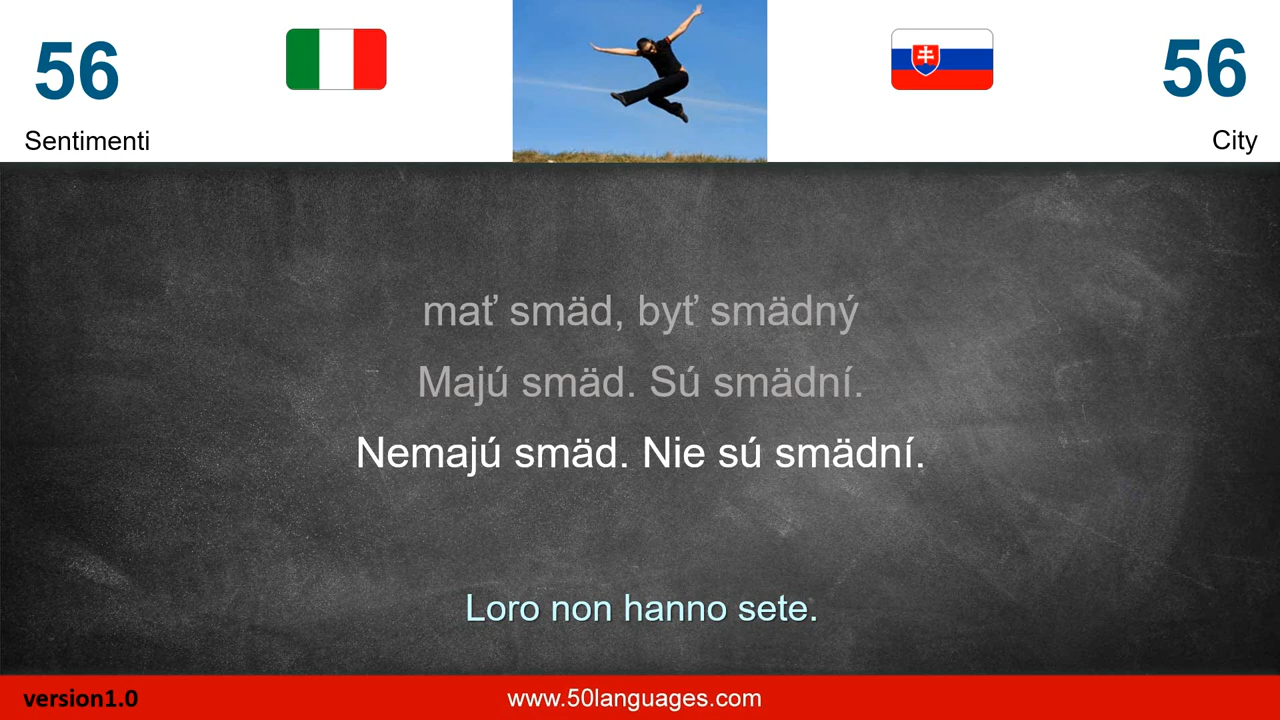 56
56
Sentimenti
City
mať smäd, byť smädný
Majú smäd. Sú smädní.
Nemajú smäd. Nie sú smädní.
Loro non hanno sete.
version1.0
www.50languages.com